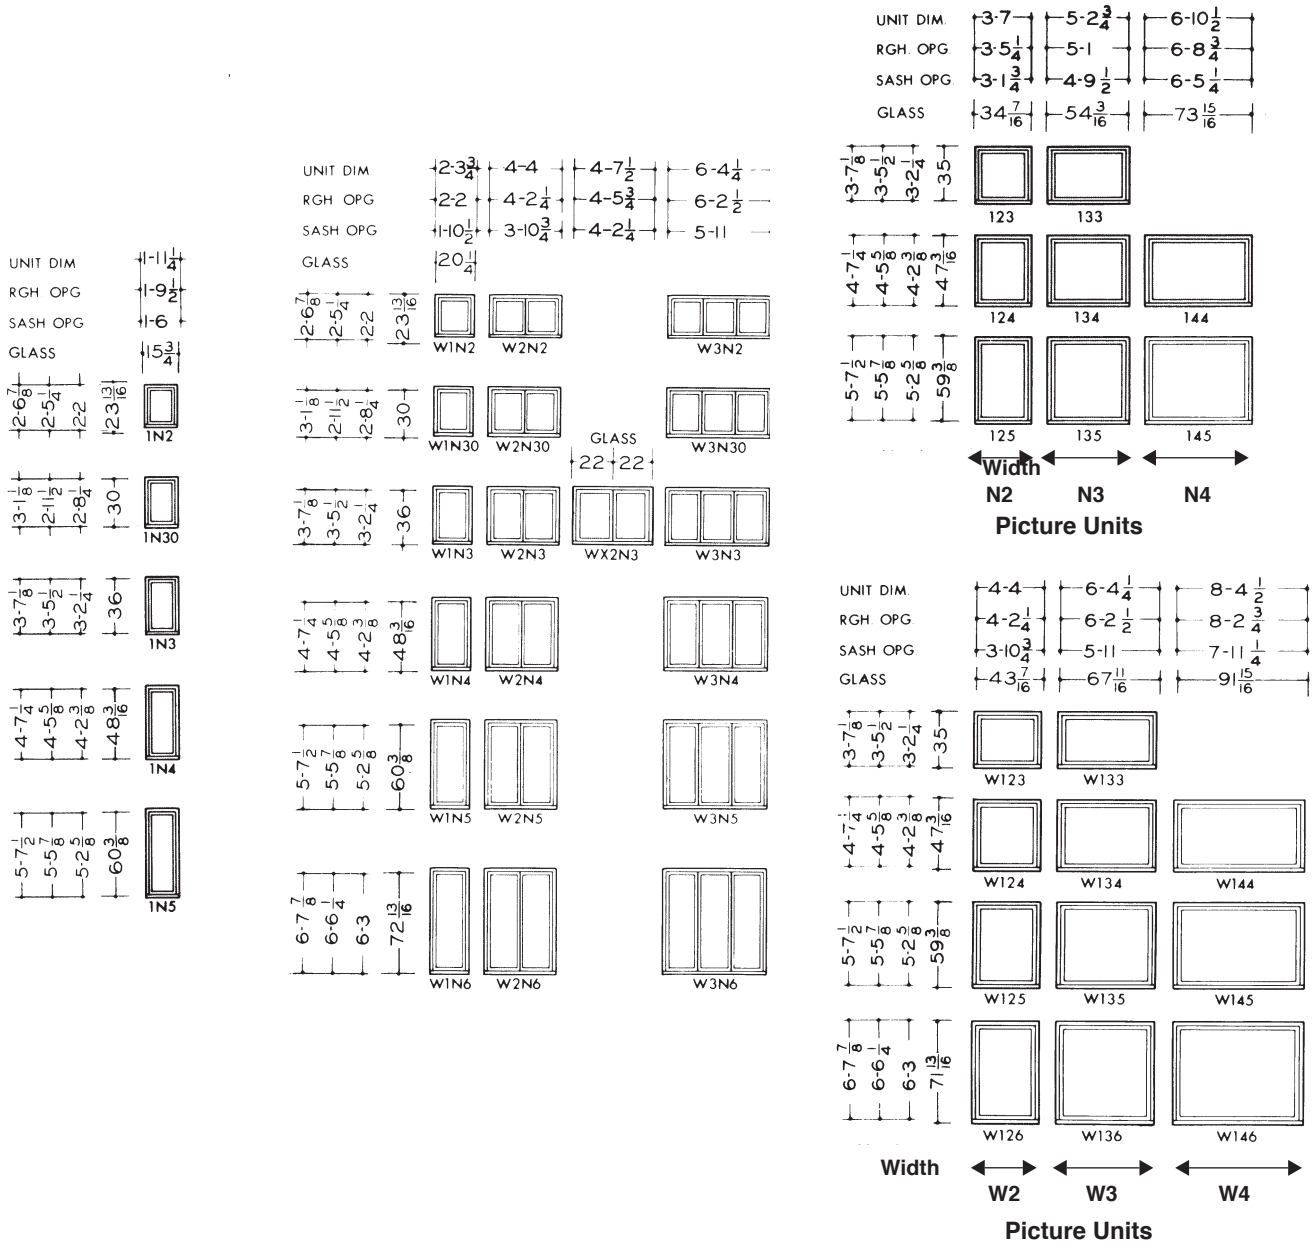 UNIT DIM 1-11 1/4
RGH OPG 1-9 1/2
SASH OPG 1-6
GLASS 15 3/4
2-6 7/8 2-5 1/4 2-2 23 13/16
1N2
3-1 1/8 2-11 1/2 2-8 1/4 30
1N30
3-7 1/8 3-5 1/2 3-2 1/4 36
1N3
4-7 1/4 4-5 5/8 4-2 3/8 48 3/16
1N4
5-7 1/2 5-5 7/8 5-2 5/8 60 3/8
1N5
UNIT DIM 2-3 3/4 4-4 4-7 1/2 6-4 1/4
RGH OPG 2-2 4-2 1/4 4-5 3/4 6-2 1/2
SASH OPG 1-10 1/2 3-10 3/4 4-2 1/4 5-11
GLASS 20 1/4
2-6 7/8 2-5 1/4 2-2 23 13/16
W1N2 W2N2 W3N2
3-1 1/8 2-11 1/2 2-8 1/4 30
W1N30 W2N30 W3N30
GLASS
22 22
3-7 1/8 3-5 1/2 3-2 1/4 36
W1N3 W2N3 WX2N3 W3N3
4-7 1/4 4-5 5/8 4-2 3/8 48 3/16
W1N4 W2N4 W3N4
5-7 1/2 5-5 7/8 5-2 5/8 60 3/8
W1N5 W2N5 W3N5
6-7 7/8 6-6 1/4 6-3 72 13/16
W1N6 W2N6 W3N6
UNIT DIM. 3-7 5-2 3/4 6-10 1/2
RGH. OPG. 3-5 1/4 5-1 6-8 3/4
SASH OPG. 3-1 3/4 4-9 1/2 6-5 1/4
GLASS 34 7/16 54 3/16 73 15/16
3-7 1/8 3-5 1/2 3-2 1/4 35
123 133
4-7 1/4 4-5 5/8 4-2 3/8 47 3/16
124 134 144
5-7 1/2 5-5 7/8 5-2 5/8 59 3/8
125 135 145
Width
N2 N3 N4
Picture Units
UNIT DIM. 4-4 6-4 1/4 8-4 1/2
RGH. OPG. 4-2 1/4 6-2 1/2 8-2 3/4
SASH OPG. 3-10 3/4 5-11 7-11 1/4
GLASS 43 7/16 67 11/16 91 15/16
3-7 1/8 3-5 1/2 3-2 1/4 35
W123 W133
4-7 1/4 4-5 5/8 4-2 3/8 47 3/16
W124 W134 W144
5-7 1/2 5-5 7/8 5-2 5/8 59 3/8
W125 W135 W145
6-7 7/8 6-6 1/4 6-3 71 13/16
W126 W136 W146
Width
W2 W3 W4
Picture Units